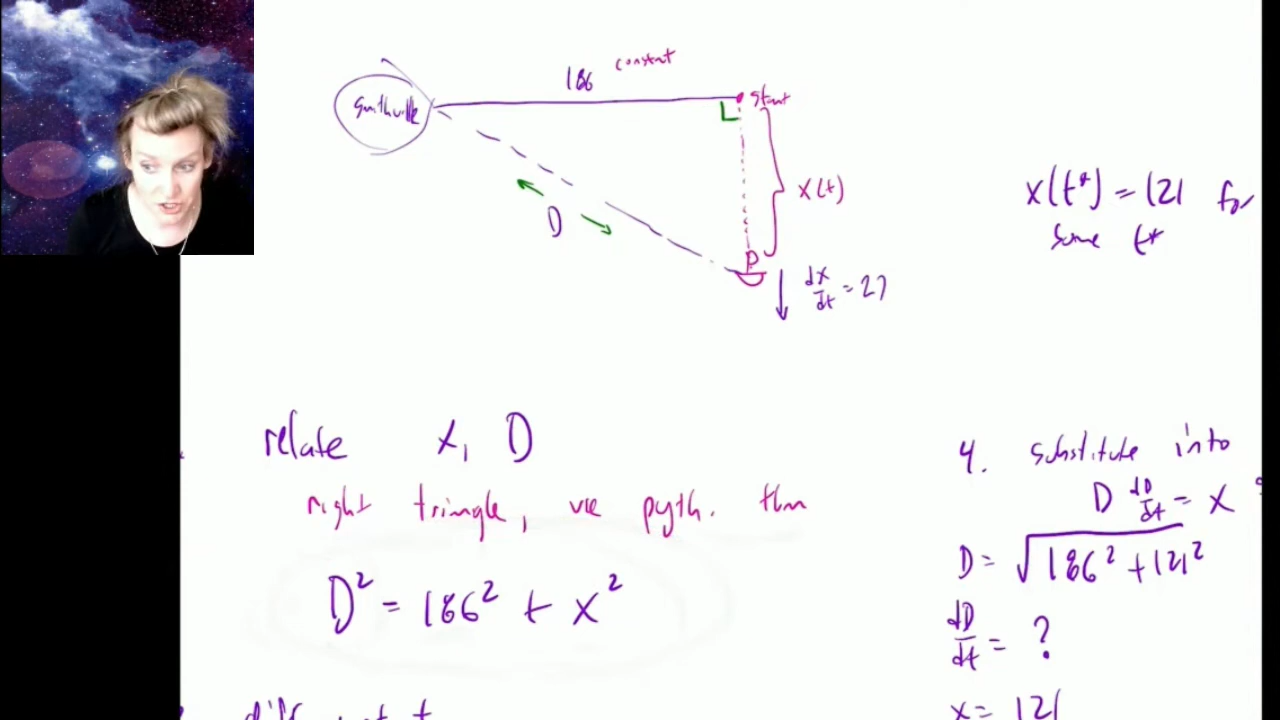 186 constant
Smithville
start
x(t)
D
P
dx/dt = 27
x(t*) = 121 for
some t*
relate x, D
right triangle, use pyth. thm
D² = 186² + x²
4. substitute into
D dD/dt = x
D = √186² + 121²
dD/dt = ?
x = 121